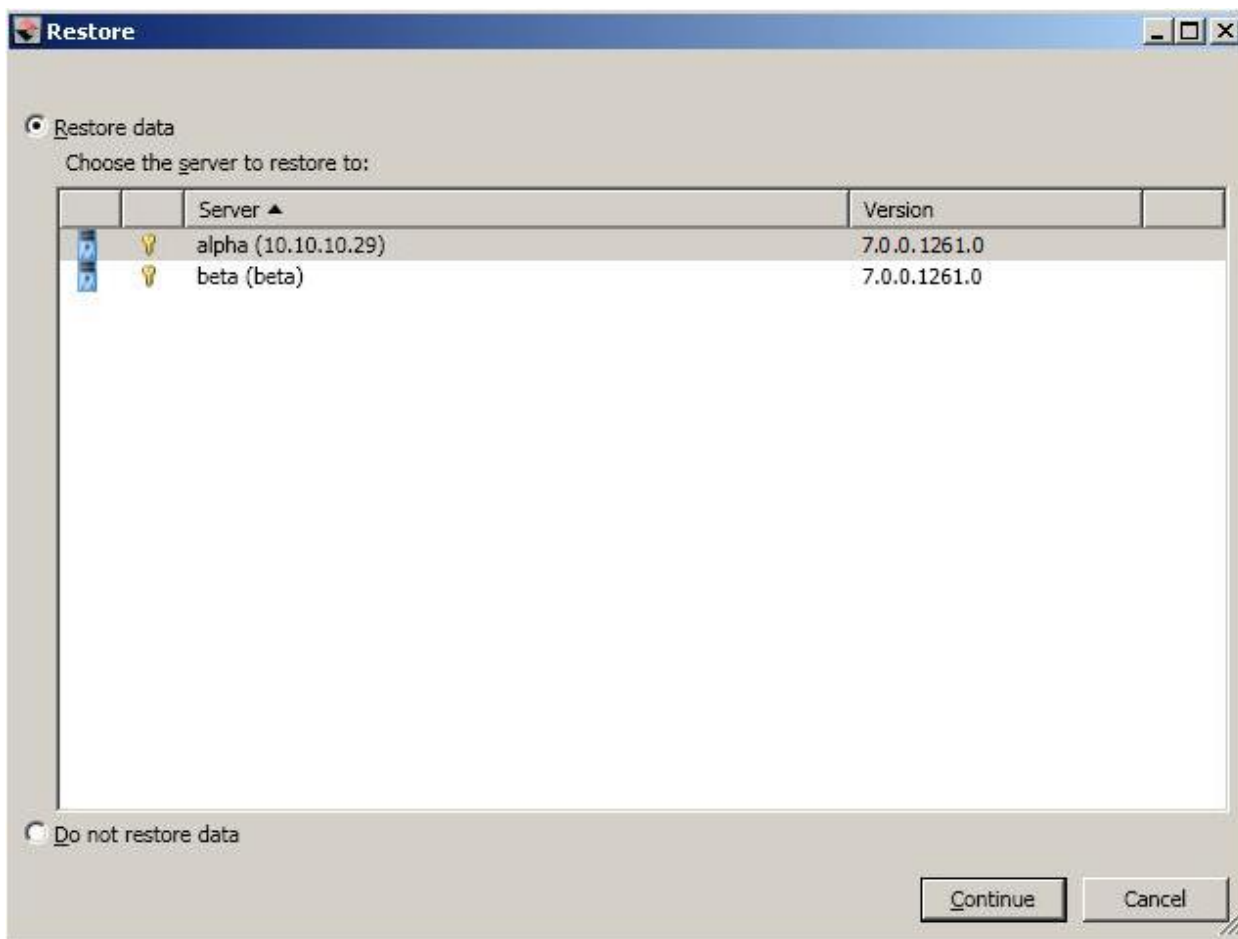 Restore
Restore data
Choose the server to restore to:
Server Version
alpha (10.10.10.29) 7.0.0.1261.0
beta (beta) 7.0.0.1261.0
Do not restore data
Continue Cancel